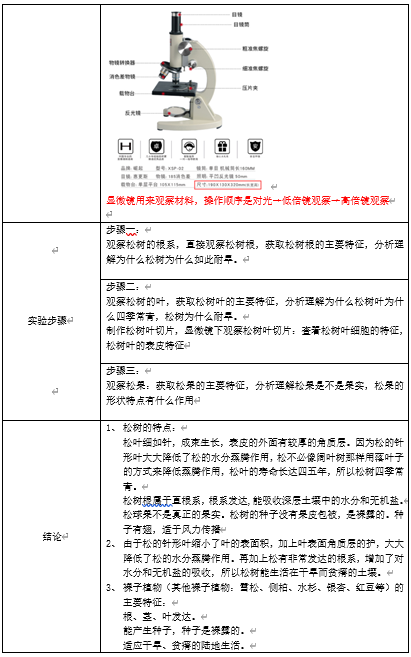 目镜
目镜筒
粗准焦螺旋
物镜转换器
细准焦螺旋
消色差物镜
压片夹
载物台
反光镜
型号：XSP-02
尺寸：180X130X320mm
显微镜用来观察材料，操作顺序是对光→低倍镜观察→高倍镜观察
实验步骤
步骤一：
观察松树的根系，直接观察松树根，获取松树根的主要特征，分析理
解为什么松树为什么如此耐旱。
步骤二：
观察松树的叶，获取松树叶的主要特征，分析理解为什么松树叶为什
么四季常青，松树为什么耐旱。
制作松树叶切片，显微镜下观察松树叶切片：查看松树叶细胞的特征，
松树叶的表皮特征
步骤三：
观察松果：获取松果的主要特征，分析理解松果是不是果实，松果的
形状特点有什么作用
结论
1、 松树的特点：
松叶细如针，成束生长，表皮的外面有较厚的角质层。因为松的针
形叶大大降低了松的水分蒸腾作用，松不必像阔叶树那样用落叶子
的方式来降低蒸腾作用，松叶的寿命长达四五年，所以松树四季常
青。
松树根属于直根系，根系发达，能吸收深层土壤中的水分和无机盐。
松球果不是真正的果实。松树的种子没有果皮包被，是裸露的。种
子有翅，适于风力传播
2、 由于松的针形叶缩小了叶的表面积，加上叶表面角质层的护，大大
降低了松的水分蒸腾作用。再加上松有非常发达的根系，增加了对
水分和无机盐的吸收，所以松树能生活在干旱而贫瘠的土壤。
3、 裸子植物（其他裸子植物：雪松、侧柏、水杉、银杏、红豆等）的
主要特征：
根、茎、叶发达。
能产生种子，种子是裸露的。
适应干旱、贫瘠的陆地生活。